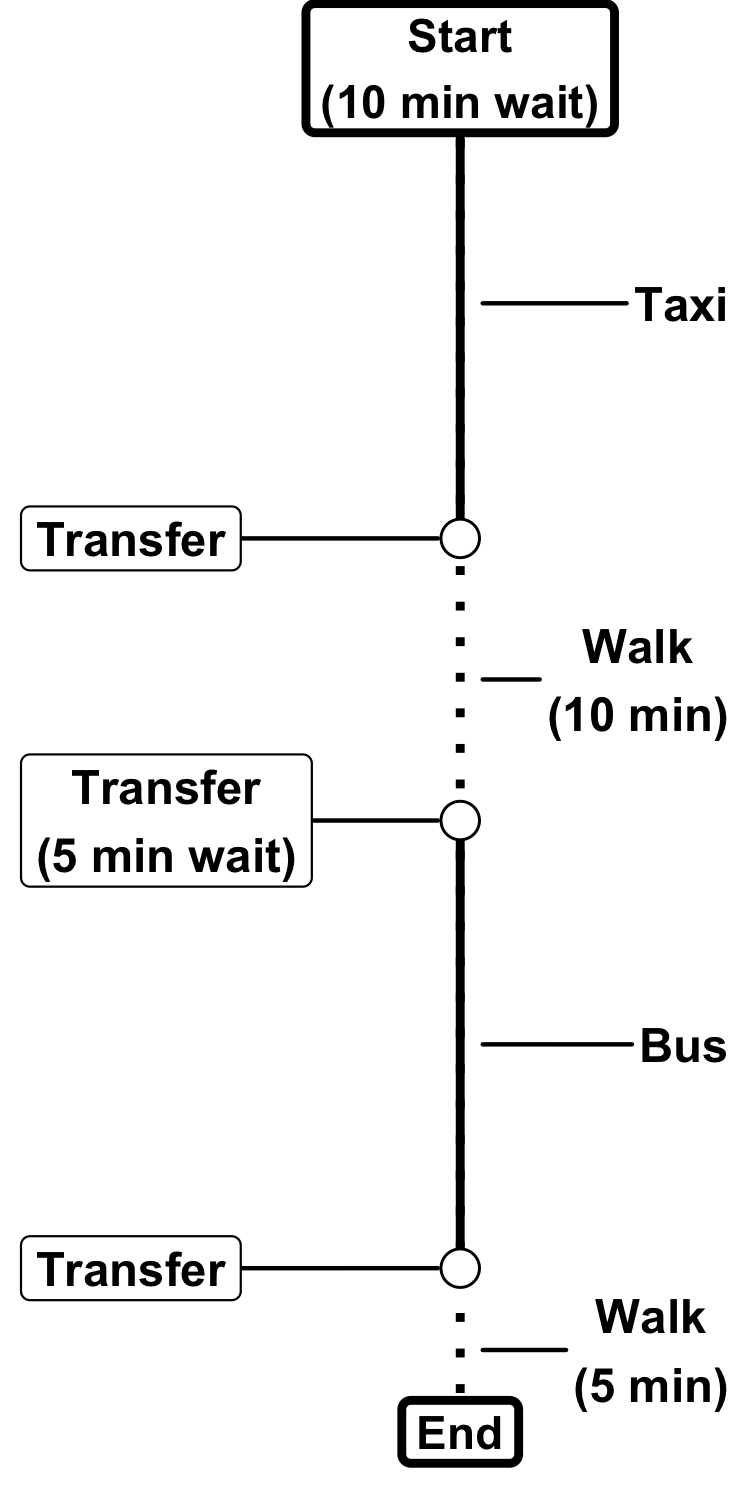 Start
(10 min wait)
Taxi
Transfer
Walk
(10 min)
Transfer
(5 min wait)
Bus
Transfer
Walk
(5 min)
End